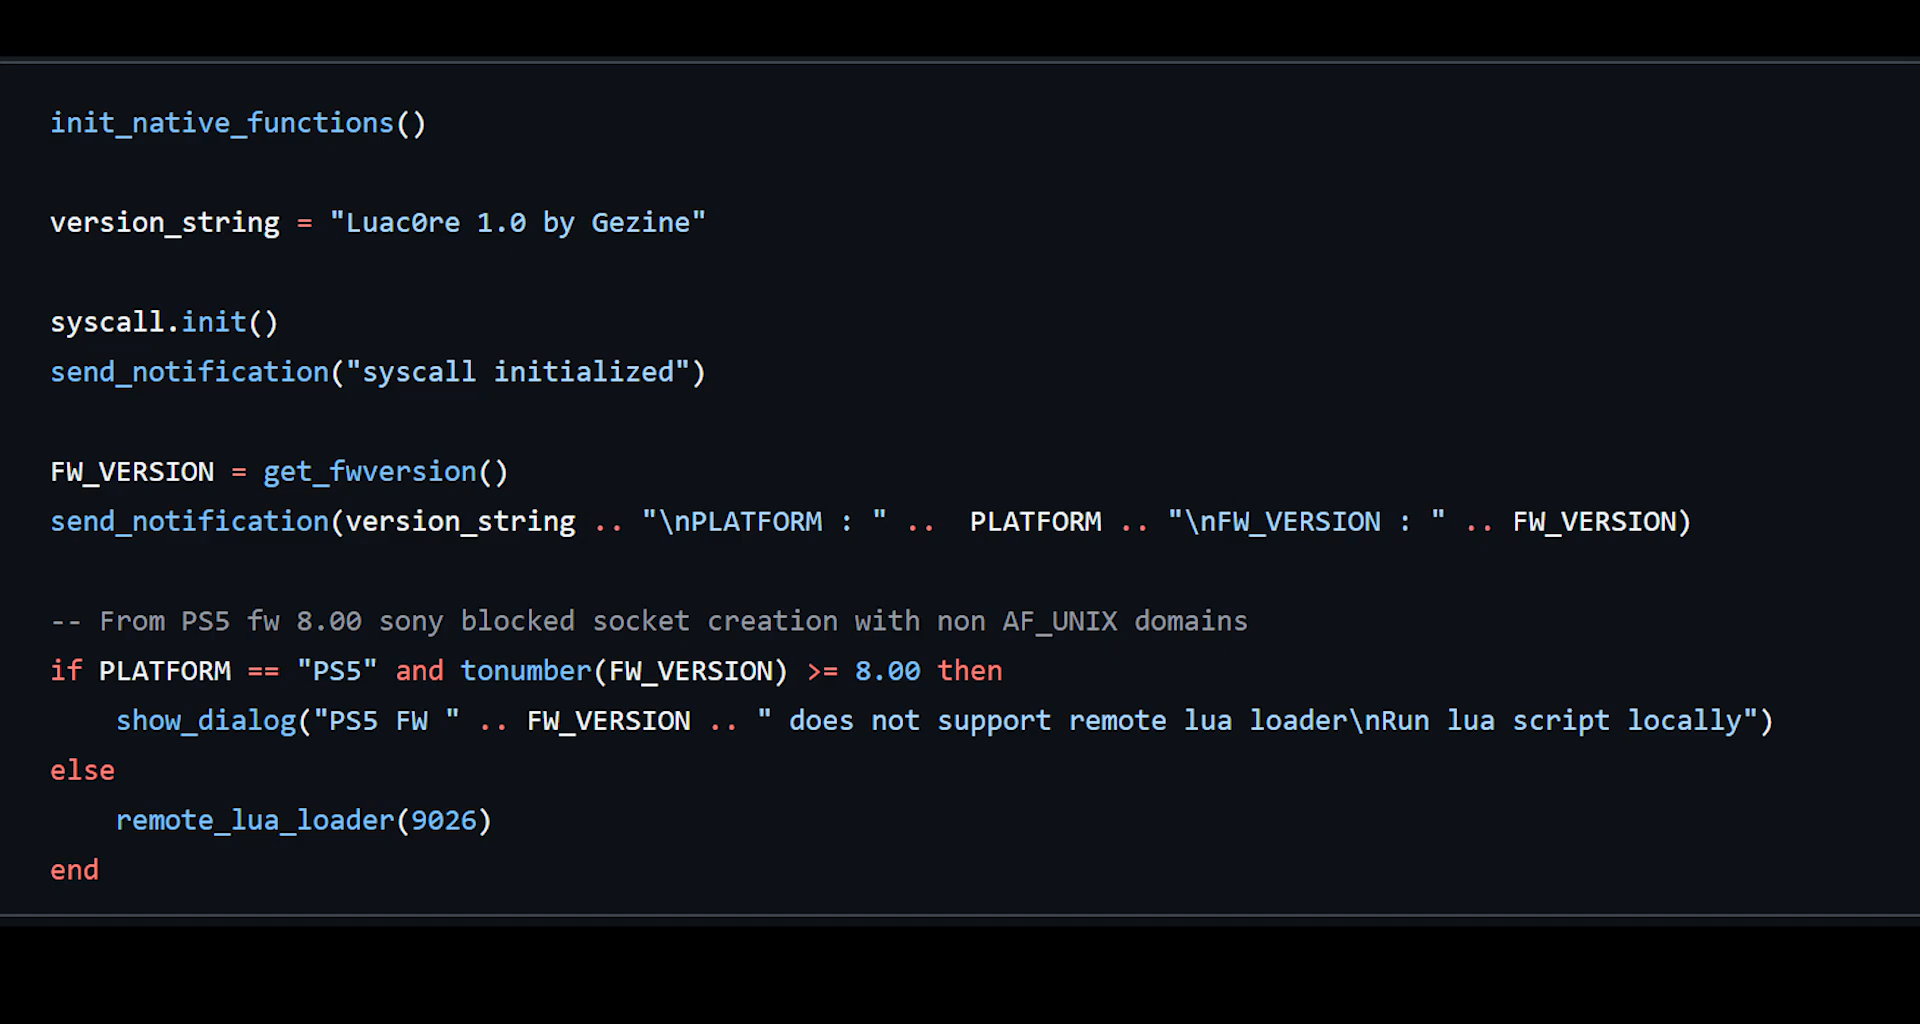 init_native_functions()
version_string = "Luac0re 1.0 by Gezine"
syscall.init()
send_notification("syscall initialized")
FW_VERSION = get_fwversion()
send_notification(version_string .. "\nPLATFORM : " ..  PLATFORM .. "\nFW_VERSION : " .. FW_VERSION)
-- From PS5 fw 8.00 sony blocked socket creation with non AF_UNIX domains
if PLATFORM == "PS5" and tonumber(FW_VERSION) >= 8.00 then
    show_dialog("PS5 FW " .. FW_VERSION .. " does not support remote lua loader\nRun lua script locally")
else
    remote_lua_loader(9026)
end